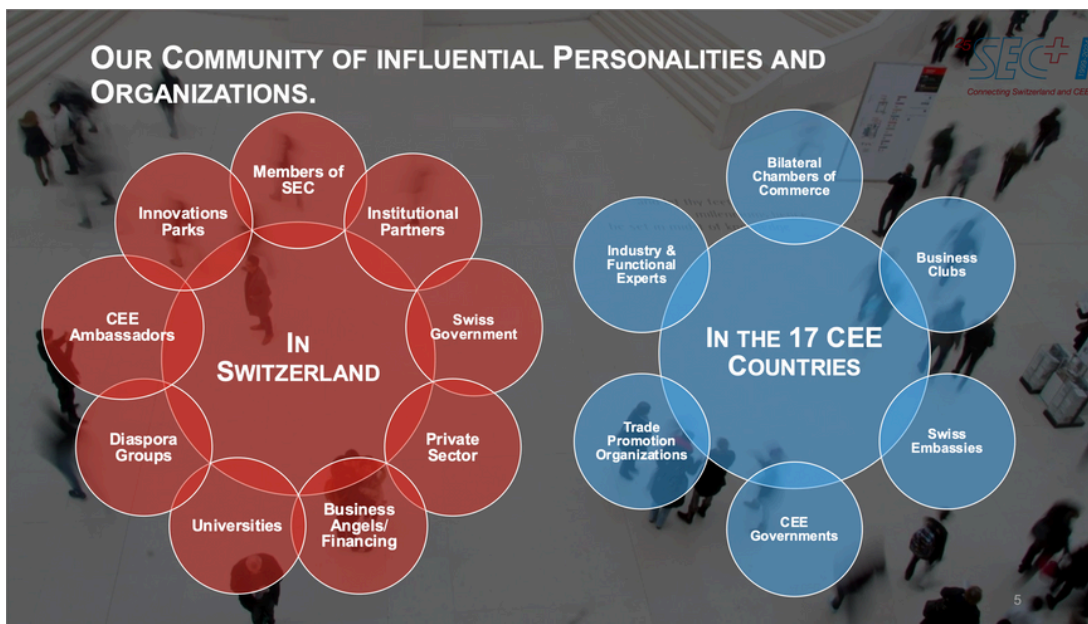 OUR COMMUNITY OF INFLUENTIAL PERSONALITIES AND
ORGANIZATIONS.
25
SEC+
Connecting Switzerland and CEE
Members of
SEC
Institutional
Partners
Swiss
Government
Private
Sector
Business
Angels/
Financing
Universities
Diaspora
Groups
CEE
Ambassadors
Innovations
Parks
IN
SWITZERLAND
Bilateral
Chambers of
Commerce
Business
Clubs
Swiss
Embassies
CEE
Governments
Trade
Promotion
Organizations
Industry &
Functional
Experts
IN THE 17 CEE
COUNTRIES
5